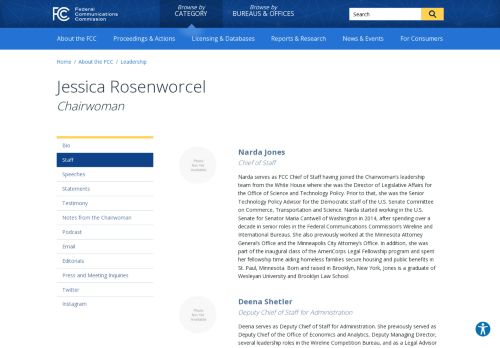 FCC
Federal
Communications
Commission
Browse by
CATEGORY
Browse by
BUREAUS & OFFICES
Search
About the FCC
Proceedings & Actions
Licensing & Databases
Reports & Research
News & Events
For Consumers
Home / About the FCC / Leadership
Jessica Rosenworcel
Chairwoman
Bio
Staff
Speeches
Statements
Testimony
Notes from the Chairwoman
Podcast
Email
Editorials
Press and Meeting Inquiries
Twitter
Instagram
Photo
Not Yet
Available
Narda Jones
Chief of Staff
Narda serves as FCC Chief of Staff having joined the Chairwoman's leadership
team from the White House where she was the Director of Legislative Affairs for
the Office of Science and Technology Policy. Prior to that, she was the Senior
Technology Policy Advisor for the Democratic staff of the U.S. Senate Committee
on Commerce, Transportation and Science. Narda started working in the U.S.
Senate for Senator Maria Cantwell of Washington in 2014, after spending over a
decade in senior roles in the Federal Communications Commission's Wireline and
International Bureaus. She also previously worked at the Minnesota Attorney
General's Office and the Minneapolis City Attorney's Office. In addition, she was
part of the inaugural class of the AmeriCorps Legal Fellowship program and spent
her fellowship time aiding homeless families secure housing and public benefits in
St. Paul, Minnesota. Born and raised in Brooklyn, New York, Jones is a graduate of
Wesleyan University and Brooklyn Law School.
Photo
Not Yet
Available
Deena Shetler
Deputy Chief of Staff for Administration
Deena serves as Deputy Chief of Staff for Administration. She previously served as
Deputy Chief of the Office of Economics and Analytics, Deputy Managing Director,
several leadership roles in the Wireline Competition Bureau, and as a Legal Advisor